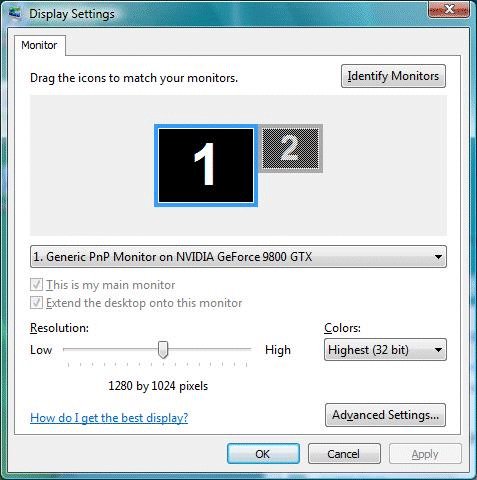 Display Settings
Monitor
Drag the icons to match your monitors.
Identify Monitors
1
2
1. Generic PnP Monitor on NVIDIA GeForce 9800 GTX
This is my main monitor
Extend the desktop onto this monitor
Resolution:
Colors:
Low
High
Highest (32 bit)
1280 by 1024 pixels
How do I get the best display?
Advanced Settings...
OK
Cancel
Apply